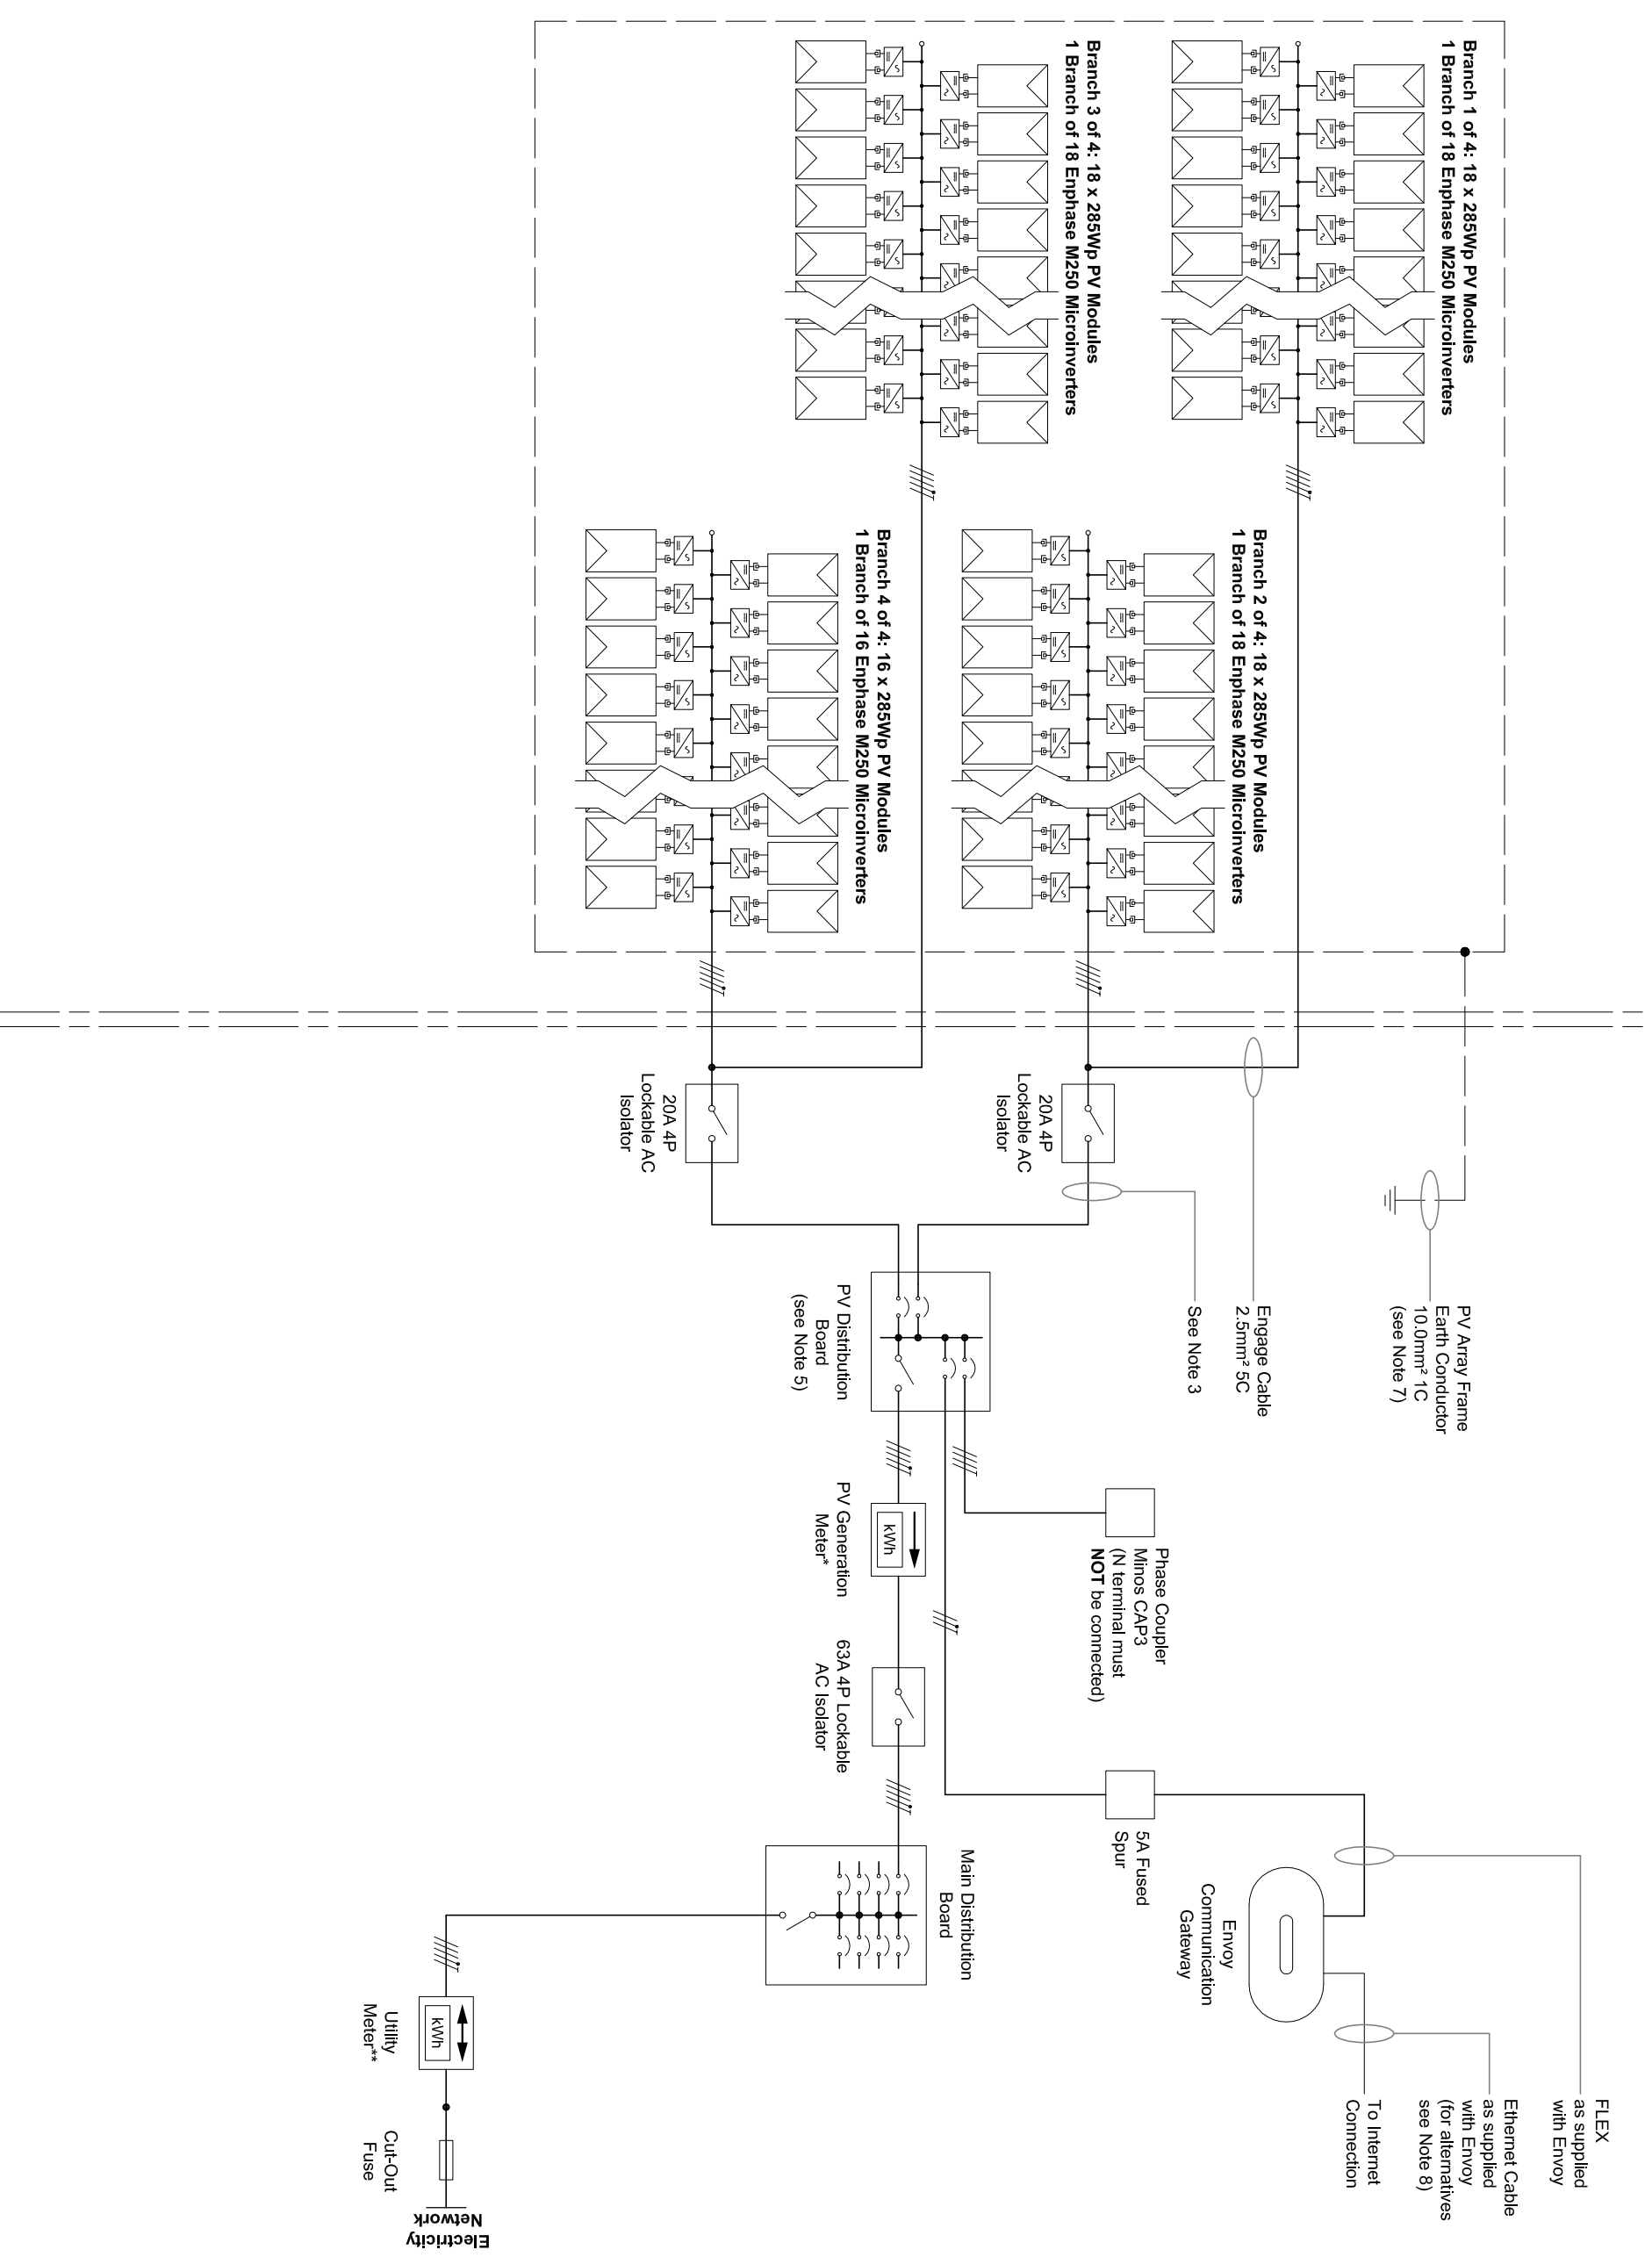 Branch 1 of 4: 18 x 285Wp PV Modules
1 Branch of 18 Enphase M250 Microinverters
Branch 2 of 4: 18 x 285Wp PV Modules
1 Branch of 18 Enphase M250 Microinverters
Branch 3 of 4: 18 x 285Wp PV Modules
1 Branch of 18 Enphase M250 Microinverters
Branch 4 of 4: 16 x 285Wp PV Modules
1 Branch of 16 Enphase M250 Microinverters
20A 4P
Lockable AC
Isolator
20A 4P
Lockable AC
Isolator
PV Array Frame
Earth Conductor
10.0mm² 1C
(see Note 7)
Engage Cable
2.5mm² 5C
See Note 3
PV Distribution
Board
(see Note 5)
Phase Coupler
Minos CAP3
(N terminal must
NOT be connected)
kWh
PV Generation
Meter*
63A 4P Lockable
AC Isolator
5A Fused
Spur
Main Distribution
Board
Envoy
Communication
Gateway
FLEX
as supplied
with Envoy
Ethernet Cable
as supplied
with Envoy
(for alternatives
see Note 8)
To Internet
Connection
kWh
Utility
Meter**
Cut-Out
Fuse
Electricity
Network